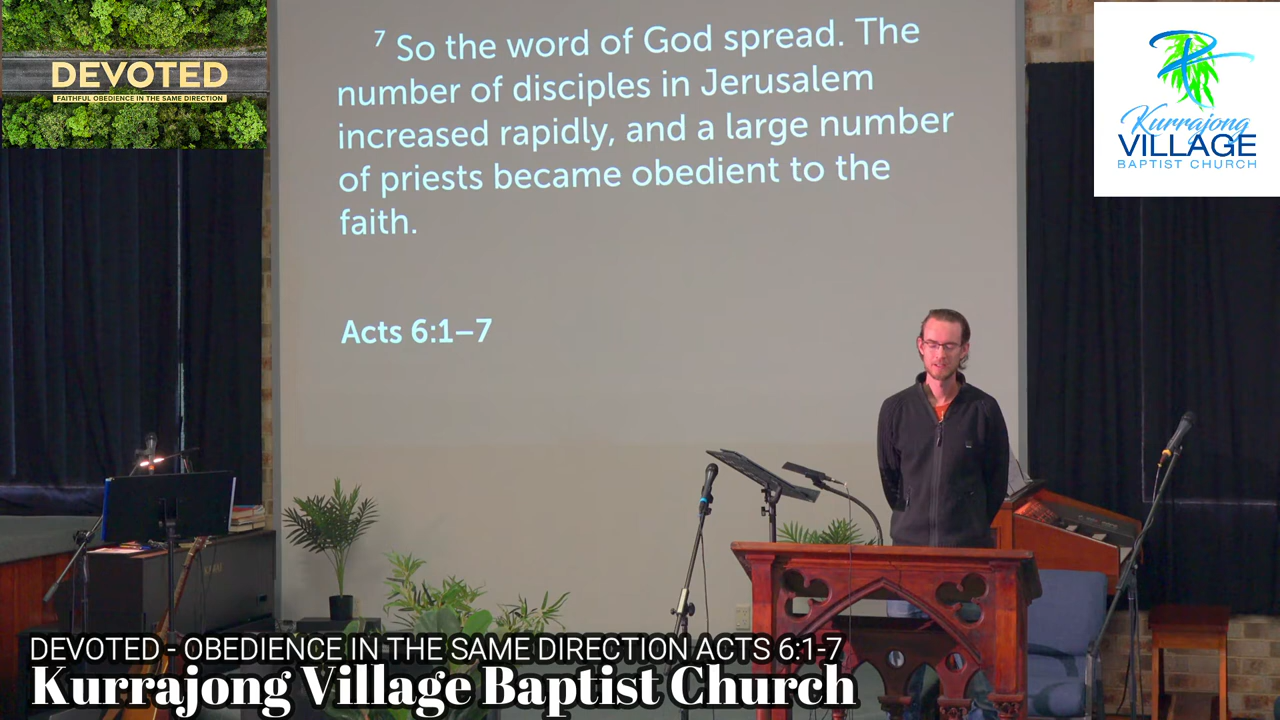 DEVOTED
FAITHFUL OBEDIENCE IN THE SAME DIRECTION
7 So the word of God spread. The
number of disciples in Jerusalem
increased rapidly, and a large number
of priests became obedient to the
faith.
Acts 6:1–7
Kurrajong
VILLAGE
BAPTIST CHURCH
DEVOTED - OBEDIENCE IN THE SAME DIRECTION ACTS 6:1-7
Kurrajong Village Baptist Church